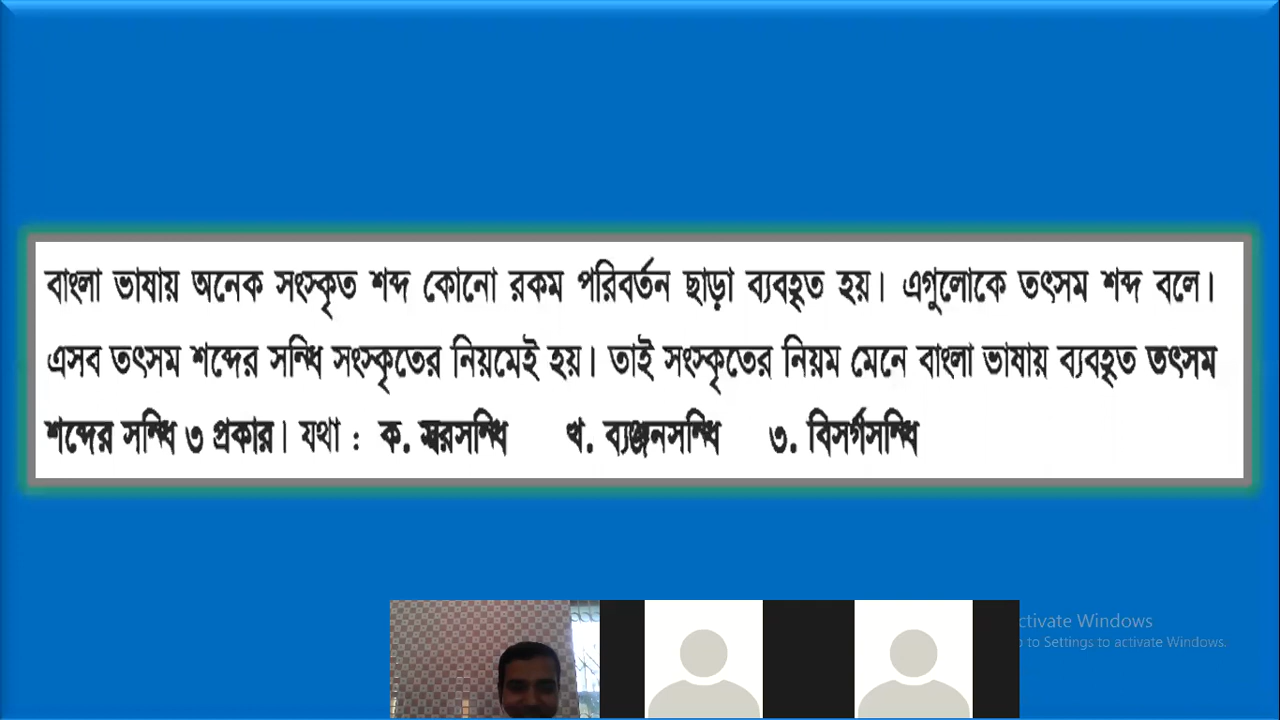 বাংলা ভাষায় অনেক সংস্কৃত শব্দ কোনো রকম পরিবর্তন ছাড়া ব্যবহৃত হয়। এগুলোকে তৎসম শব্দ বলে।
এসব তৎসম শব্দের সন্ধি সংস্কৃতের নিয়মেই হয়। তাই সংস্কৃতের নিয়ম মেনে বাংলা ভাষায় ব্যবহৃত তৎসম
শব্দের সন্ধি ৩ প্রকার। যথা : ক. স্বরসন্ধি খ. ব্যঞ্জনসন্ধি ৩. বিসর্গসন্ধি
ctivate Windows
to Settings to activate Windows.